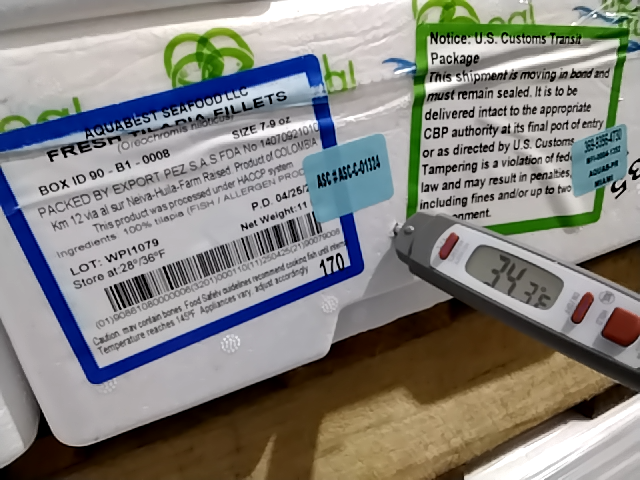 AQUABEST SEAFOOD LLC
(Oreochromis niloticus)
FRESH TILAPIA FILLETS
SIZE 7-9 oz
BOX ID 90 - B1 - 0008
PACKED BY EXPORT PEZ S.A.S FDA No 14070921010
Km 12 via al sur Neiva-Huila-Farm Raised. Product of COLOMBIA
This product was processed under HACCP system
Ingredients: 100% tilapia (FISH / ALLERGEN
P.D. 04/25/
LOT: WPI1079
Net Weight:11
Store at:28°/36°F
170
Caution: may contain bones. Food Safety guidelines recommend cooking fish until internal
Temperature reaches 145ºF. Appliances vary, adjust accordingly
ASC # ASC-C-01334
Notice: U.S. Customs Transit
Package
This shipment is moving in bond and
must remain sealed. It is to be
delivered intact to the appropriate
CBP authority at its final port of entry
or as directed by U.S. Customs
Tampering is a violation of fede
law and may result in penalties,
including fines and/or up to two
onment.
34.3°F